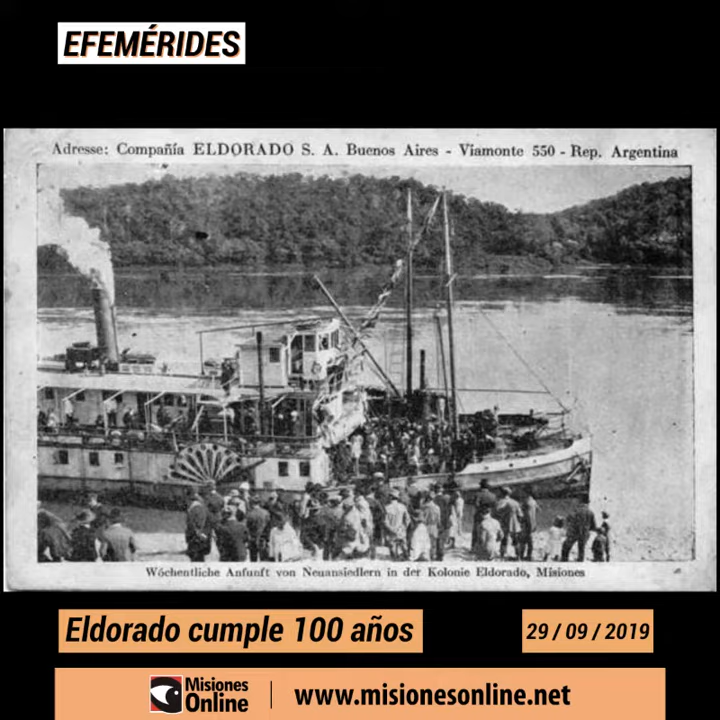 EFEMÉRIDES
Adresse: Compañía ELDORADO S. A. Buenos Aires - Viamonte 550 - Rep. Argentina
Wöchentliche Anfunft von Neuansiedlern in der Kolonie Eldorado, Misiones
Eldorado cumple 100 años
29 / 09 / 2019
Misiones
Online
www.misionesonline.net